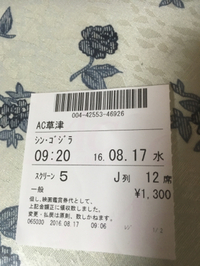 004-42553-46926
AC草津
シン・ゴジラ
09:20 16.08.17 水
スクリーン 5 J列 12席
一般 ¥1,300
但し、映画鑑賞券代として、
上記金額正に領収致しました。
変更・払戻は原則、致しかねます。
065030 2016.08.17 09:06